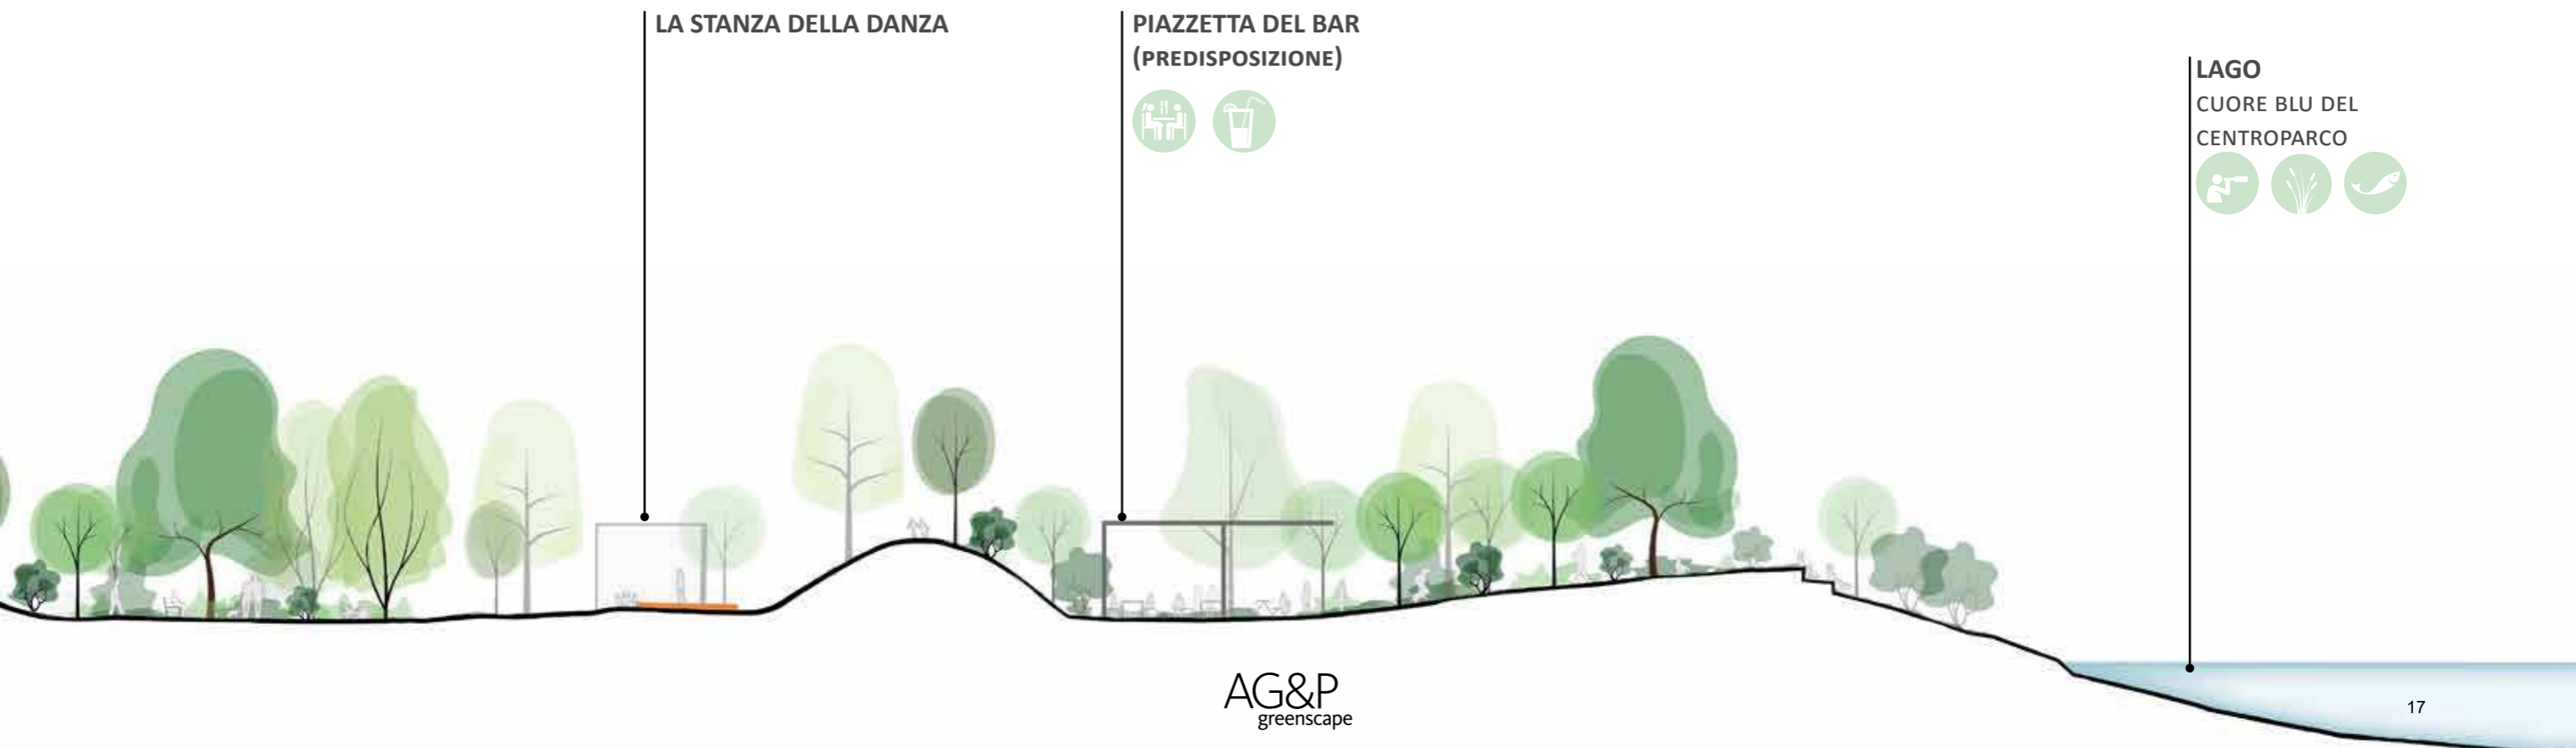 LA STANZA DELLA DANZA
PIAZZETTA DEL BAR
(PREDISPOSIZIONE)
LAGO
CUORE BLU DEL
CENTROPARCO
AG&P
greenscape
17